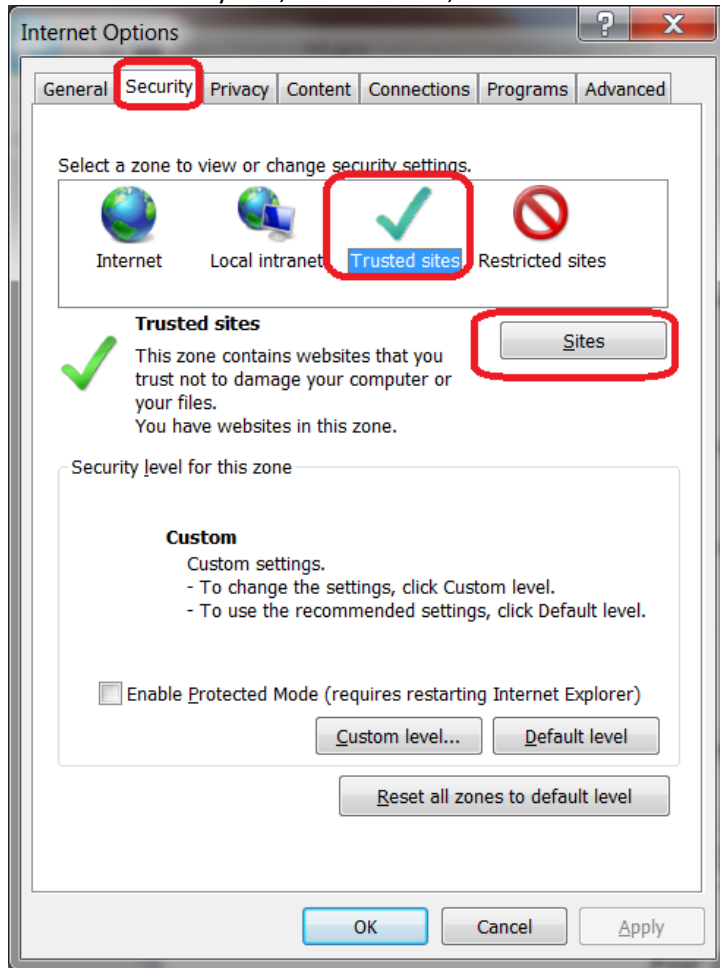 Internet Options
General Security Privacy Content Connections Programs Advanced
Select a zone to view or change security settings.
Internet Local intranet Trusted sites Restricted sites
Trusted sites
Sites
This zone contains websites that you
trust not to damage your computer or
your files.
You have websites in this zone.
Security level for this zone
Custom
Custom settings.
- To change the settings, click Custom level.
- To use the recommended settings, click Default level.
Enable Protected Mode (requires restarting Internet Explorer)
Custom level... Default level
Reset all zones to default level
OK Cancel Apply